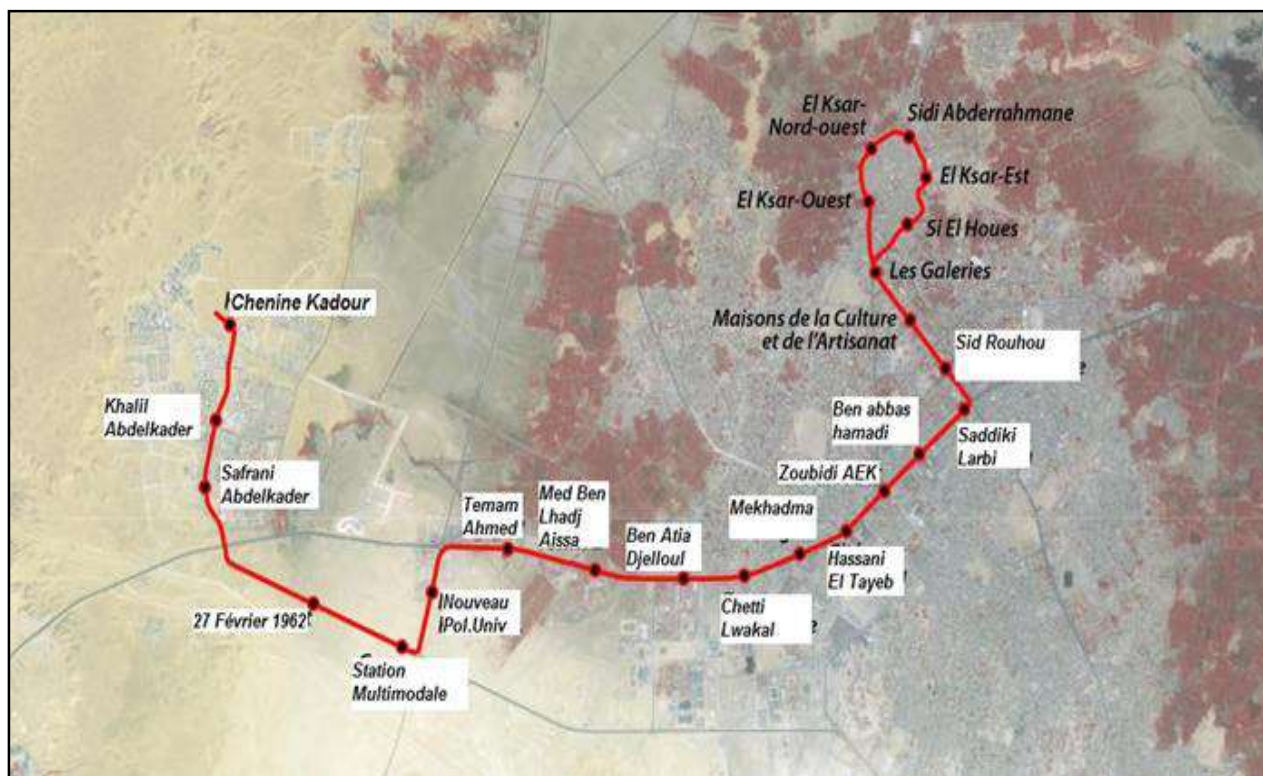 El Ksar-
Nord-ouest
Sidi Abderrahmane
El Ksar-Est
El Ksar-Ouest
Si El Houes
Les Galeries
Chenine Kadour
Maisons de la Culture
et de l'Artisanat
Sid Rouhou
Khalil
Abdelkader
Ben abbas
hamadi
Saddiki
Larbi
Safrani
Abdelkader
Zoubidi AEK
Temam
Ahmed
Med Ben
Lhadj
Aissa
Mekhadma
Ben Atia
Djelloul
Hassani
El Tayeb
27 Février 1962
Nouveau
Pol.Univ
Chetti
Lwakal
Station
Multimodale